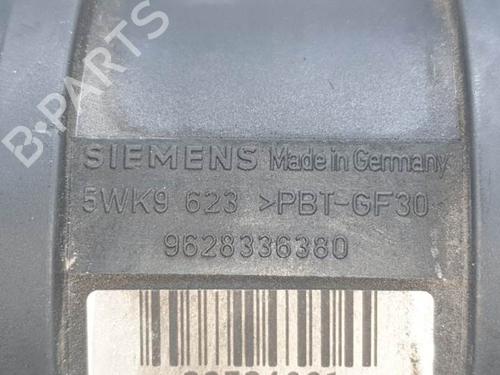 B-PARTS
SIEMENS Made in Germany
5WK9 623 >PBT-GF30<
9628336380